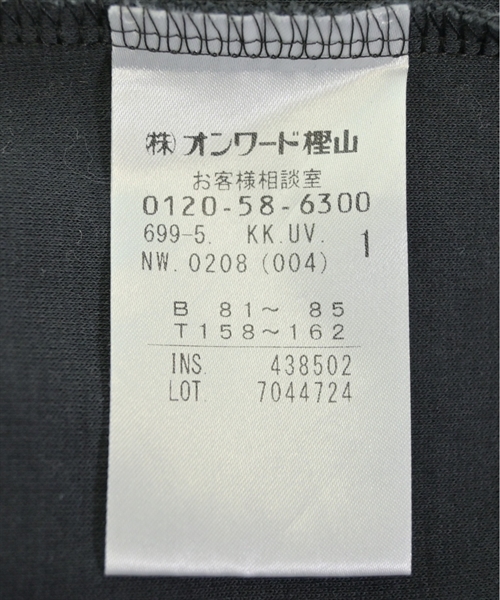 ㈱オンワード樫山
お客様相談室
0120-58-6300
699-5. KK.UV. 1
NW.0208(004)
B 81～ 85
T158～162
INS. 438502
LOT. 7044724